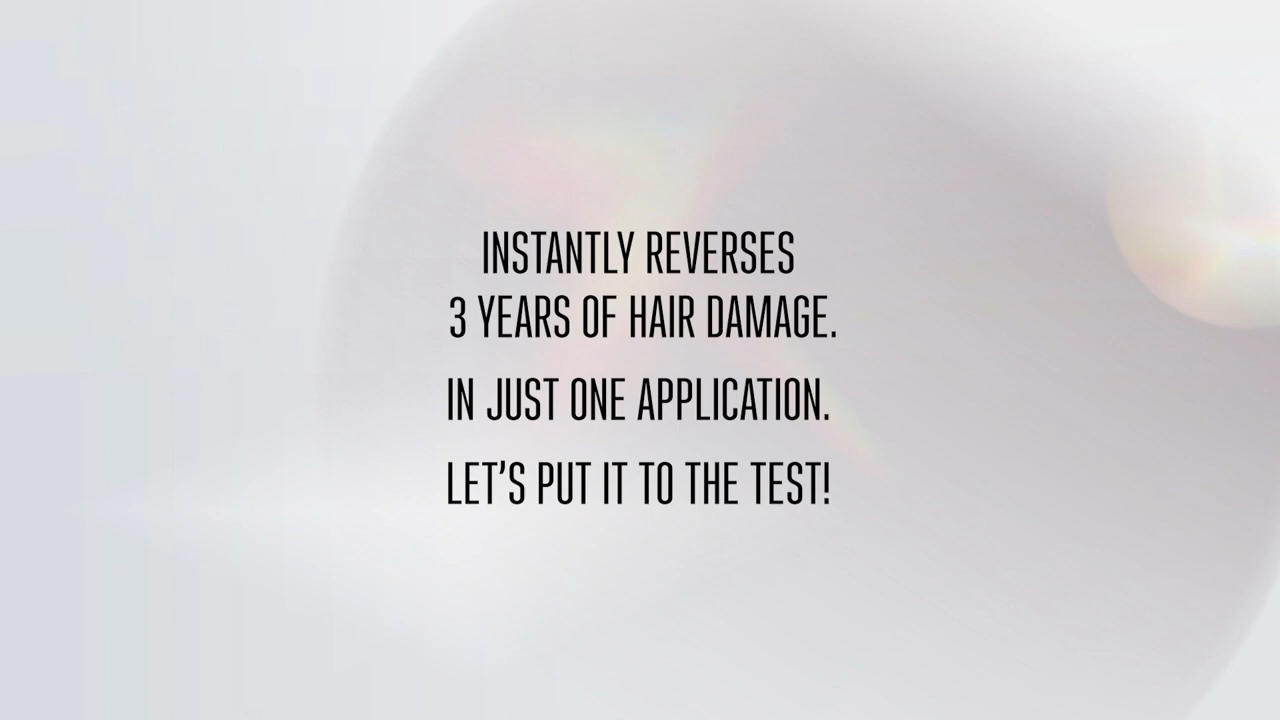 INSTANTLY REVERSES
3 YEARS OF HAIR DAMAGE.
IN JUST ONE APPLICATION.
LET’S PUT IT TO THE TEST!